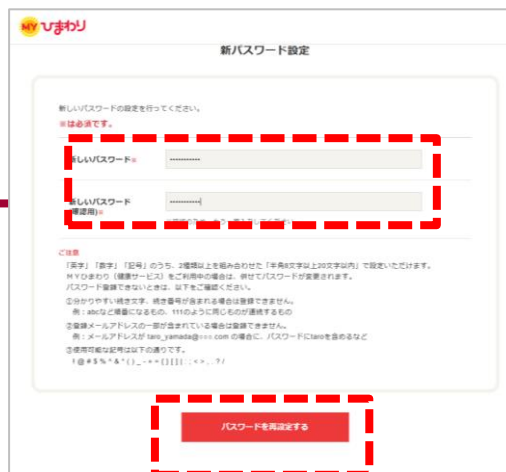 MY ひまわり
新パスワード設定
新しいパスワードの設定を行ってください。
※は必須です。
新しいパスワード※
新しいパスワード
(確認用)※
ご注意
「英字」「数字」「記号」のうち、2種類以上を組み合わせた「半角8文字以上20文字以内」で設定いただけます。
MYひまわり(健康サービス)をご利用中の場合は、併せてパスワードが変更されます。
パスワード登録できないときは、以下をご確認ください。
①分かりやすい続き文字、続き番号が含まれる場合は登録できません。
例：abcなど順番になるもの、111のように同じものが連続するもの
②登録メールアドレスの一部が含まれている場合は登録できません。
例：メールアドレスが taro_yamada@○○○.com の場合に、パスワードにtaroを含めるなど
③使用可能な記号は以下の通りです。
パスワードを再設定する